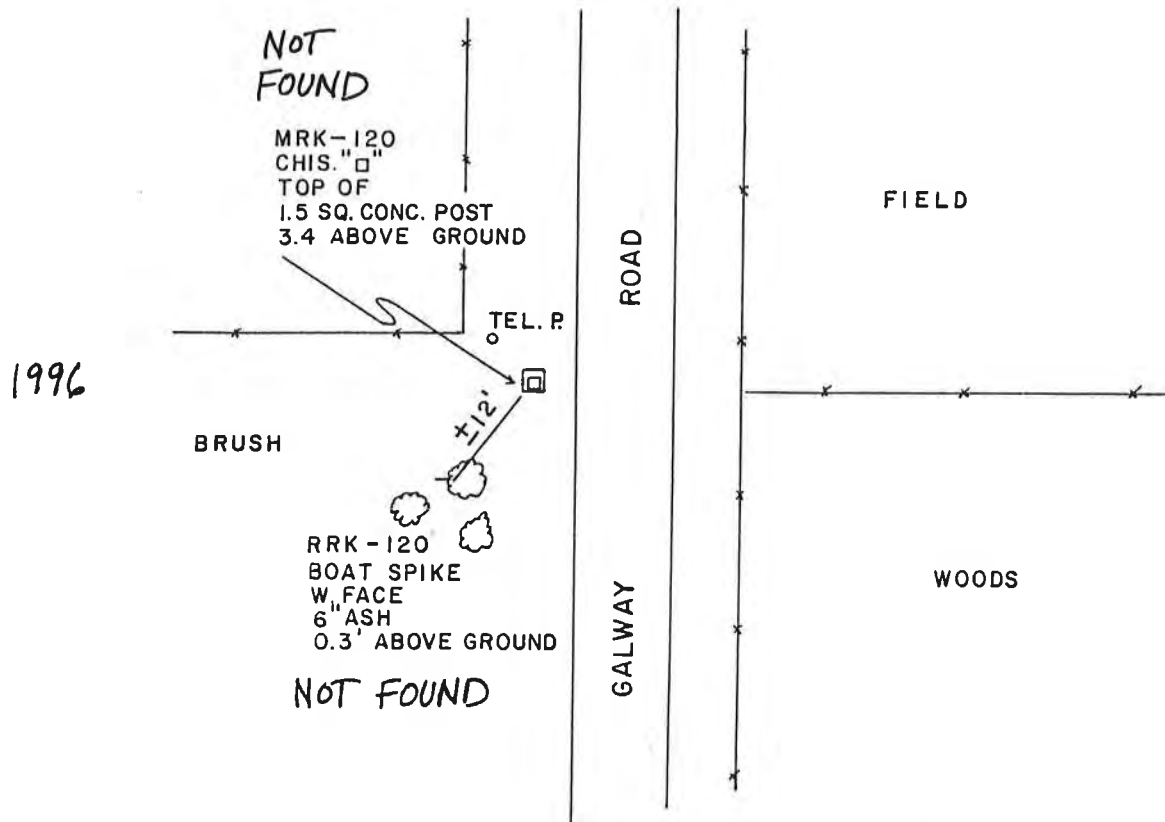 NOT
FOUND
MRK-120
CHIS. "□"
TOP OF
1.5 SQ. CONC. POST
3.4 ABOVE GROUND
TEL. P.
1996
BRUSH
±12'
RRK-120
BOAT SPIKE
W. FACE
6" ASH
0.3' ABOVE GROUND
NOT FOUND
GALWAY ROAD
FIELD
WOODS